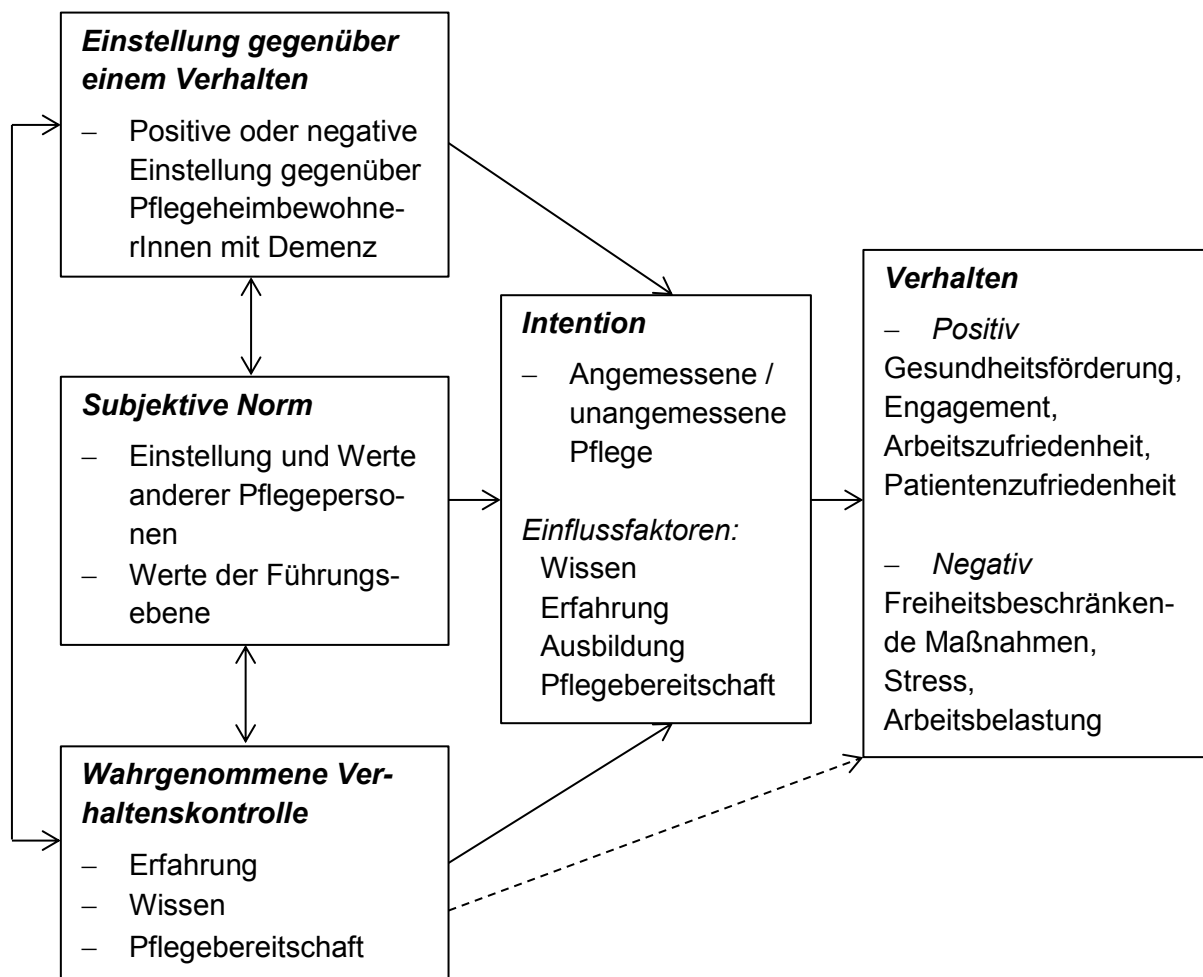 Einstellung gegenüber
einem Verhalten
– Positive oder negative
Einstellung gegenüber
Pflegeheimbewohne-
rInnen mit Demenz
Subjektive Norm
– Einstellung und Werte
anderer Pflegeperso-
nen
– Werte der Führungs-
ebene
Wahrgenommene Ver-
haltenskontrolle
– Erfahrung
– Wissen
– Pflegebereitschaft
Intention
– Angemessene /
unangemessene
Pflege
Einflussfaktoren:
Wissen
Erfahrung
Ausbildung
Pflegebereitschaft
Verhalten
– Positiv
Gesundheitsförderung,
Engagement,
Arbeitszufriedenheit,
Patientenzufriedenheit
– Negativ
Freiheitsbeschränken-
de Maßnahmen,
Stress,
Arbeitsbelastung